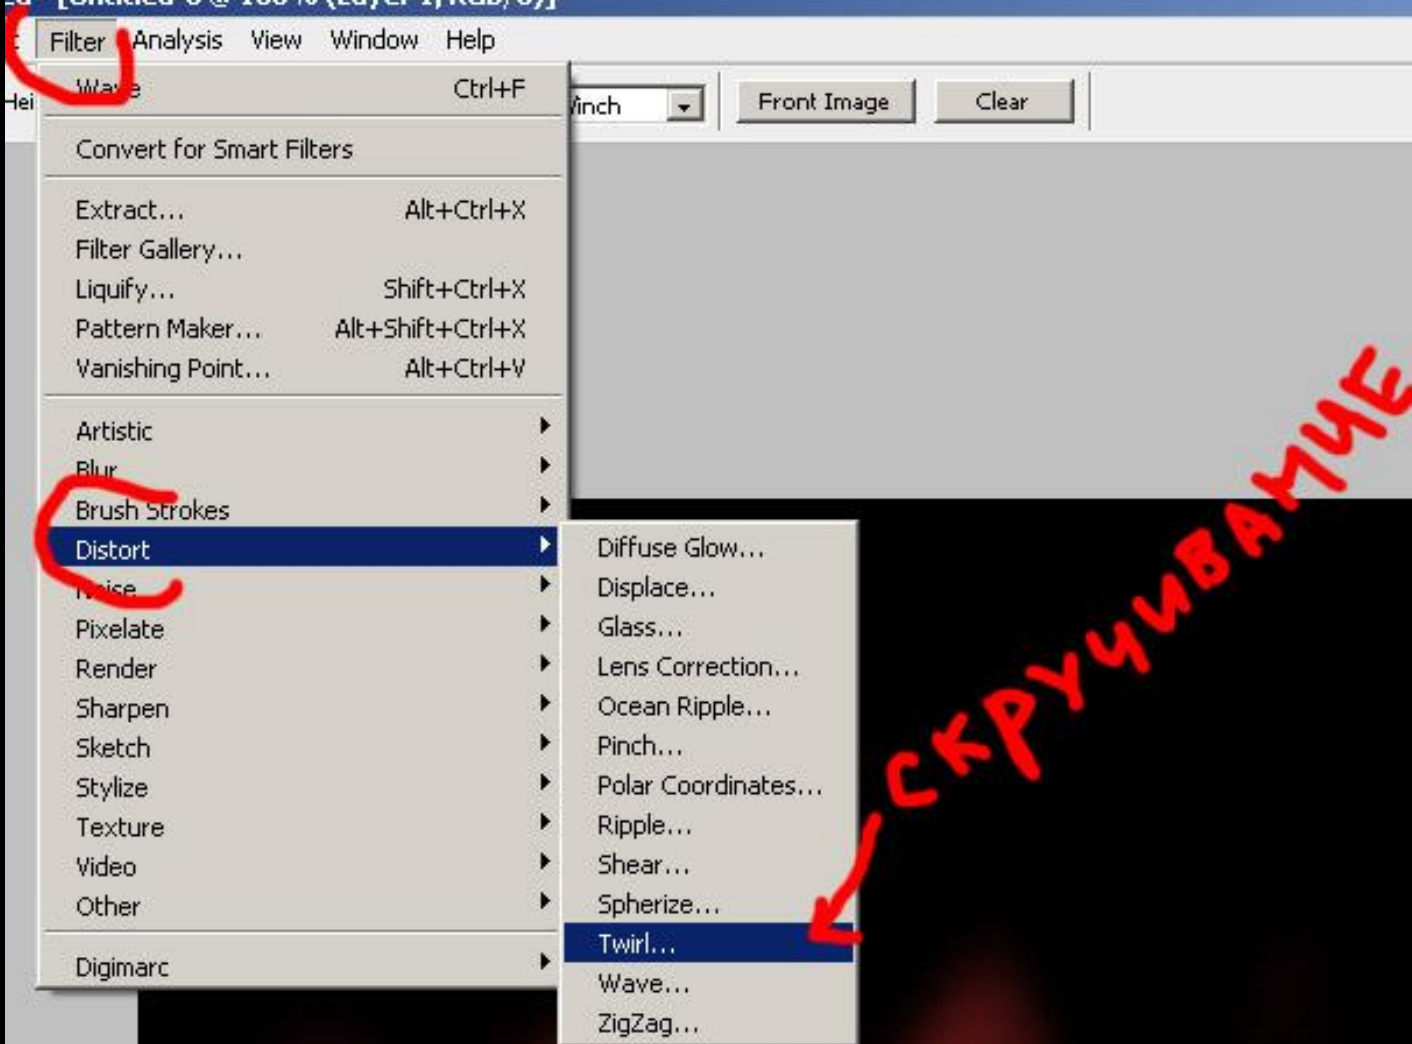 Filter Analysis View Window Help
Wave Ctrl+F
inch
Front Image
Clear
Convert for Smart Filters
Extract... Alt+Ctrl+X
Filter Gallery...
Liquify... Shift+Ctrl+X
Pattern Maker... Alt+Shift+Ctrl+X
Vanishing Point... Alt+Ctrl+V
Artistic
Blur
Brush Strokes
Distort
Noise
Pixelate
Render
Sharpen
Sketch
Stylize
Texture
Video
Other
Digimarc
Diffuse Glow...
Displace...
Glass...
Lens Correction...
Ocean Ripple...
Pinch...
Polar Coordinates...
Ripple...
Shear...
Spherize...
Twirl...
Wave...
ZigZag...
СКРУЧИВАНИЕ